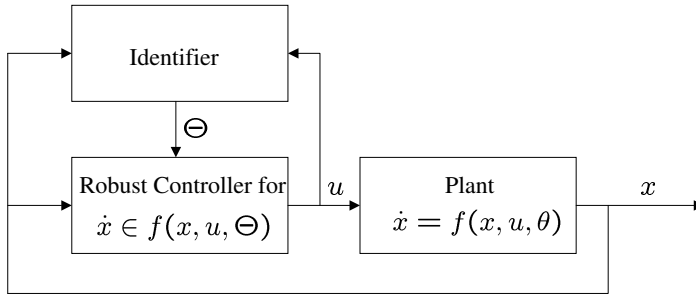 Identifier
Θ
Robust Controller for
ẋ ∈ f(x, u, Θ)
u
Plant
ẋ = f(x, u, θ)
x